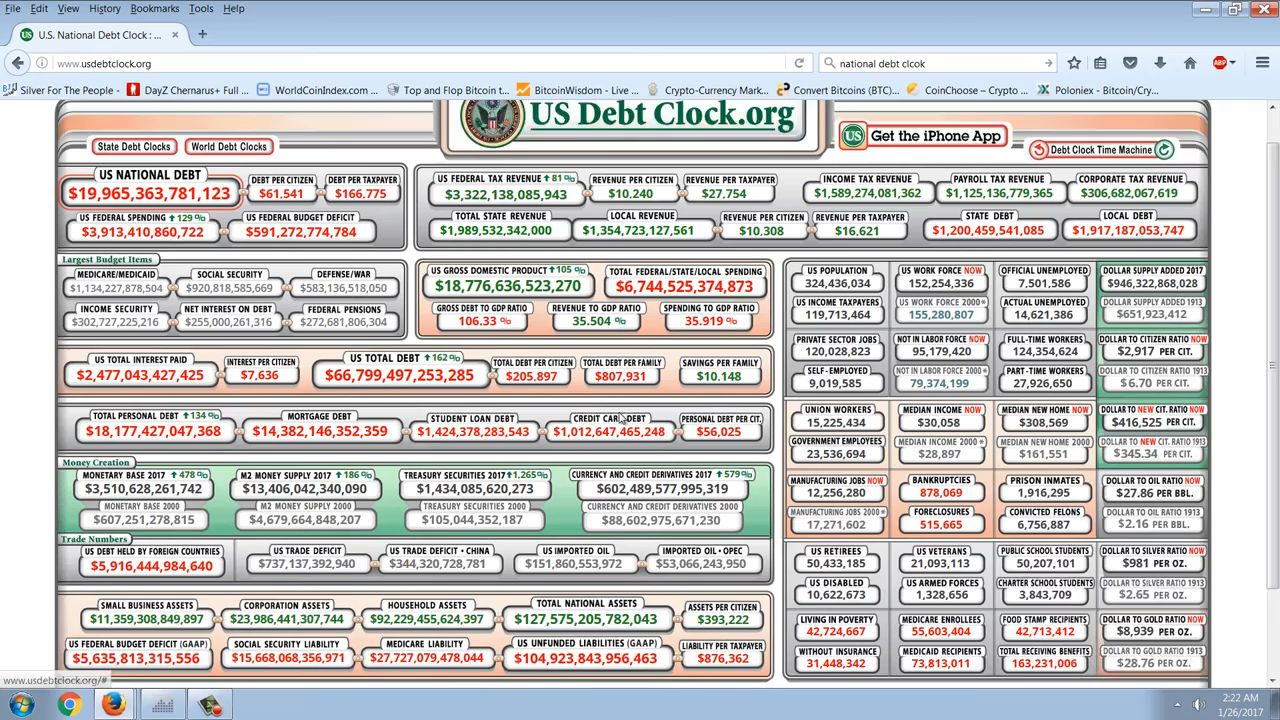 File Edit View History Bookmarks Tools Help
U.S. National Debt Clock : ...
www.usdebtclock.org
national debt clcok
Silver For The People - ... DayZ Chernarus+ Full ... WorldCoinIndex.com ... Top and Flop Bitcoin t... BitcoinWisdom - Live ... Crypto-Currency Mark... Convert Bitcoins (BTC)... CoinChoose – Crypto ... Poloniex - Bitcoin/Cry...
US Debt Clock.org
State Debt Clocks World Debt Clocks
US Get the iPhone App
Debt Clock Time Machine
US NATIONAL DEBT DEBT PER CITIZEN DEBT PER TAXPAYER
$19,965,363,781,123 $61,541 $166,775
US FEDERAL SPENDING 129% US FEDERAL BUDGET DEFICIT
$3,913,410,860,722 $591,272,774,784
US FEDERAL TAX REVENUE 81% REVENUE PER CITIZEN REVENUE PER TAXPAYER INCOME TAX REVENUE PAYROLL TAX REVENUE CORPORATE TAX REVENUE
$3,322,138,085,943 $10,240 $27,754 $1,589,274,081,362 $1,125,136,779,365 $306,682,067,619
TOTAL STATE REVENUE LOCAL REVENUE REVENUE PER CITIZEN REVENUE PER TAXPAYER STATE DEBT LOCAL DEBT
$1,989,532,342,000 $1,354,723,127,561 $10,308 $16,621 $1,200,459,541,085 $1,917,187,053,747
Largest Budget Items
MEDICARE/MEDICAID SOCIAL SECURITY DEFENSE/WAR
$1,134,227,878,504 $920,818,585,669 $583,136,518,050
INCOME SECURITY NET INTEREST ON DEBT FEDERAL PENSIONS
$302,727,225,216 $255,000,261,316 $272,681,806,304
US GROSS DOMESTIC PRODUCT 105% TOTAL FEDERAL/STATE/LOCAL SPENDING
$18,776,636,523,270 $6,744,525,374,873
GROSS DEBT TO GDP RATIO REVENUE TO GDP RATIO SPENDING TO GDP RATIO
106.33 % 35.504 % 35.919 %
US TOTAL INTEREST PAID INTEREST PER CITIZEN US TOTAL DEBT 162% TOTAL DEBT PER CITIZEN TOTAL DEBT PER FAMILY SAVINGS PER FAMILY
$2,477,043,427,425 $7,636 $66,799,497,253,285 $205,897 $807,931 $10,148
TOTAL PERSONAL DEBT 134% MORTGAGE DEBT STUDENT LOAN DEBT CREDIT CARD DEBT PERSONAL DEBT PER CIT.
$18,177,427,047,368 $14,382,146,352,359 $1,424,378,283,543 $1,012,647,465,248 $56,025
Money Creation
MONETARY BASE 2017 478% M2 MONEY SUPPLY 2017 186% TREASURY SECURITIES 2017 1,265% CURRENCY AND CREDIT DERIVATIVES 2017 579%
$3,510,628,261,742 $13,406,042,340,090 $1,434,085,620,273 $602,489,577,995,319
MONETARY BASE 2000 M2 MONEY SUPPLY 2000 TREASURY SECURITIES 2000 CURRENCY AND CREDIT DERIVATIVES 2000
$607,251,278,815 $4,679,664,848,207 $105,044,352,187 $88,602,975,671,230
Trade Numbers
US DEBT HELD BY FOREIGN COUNTRIES US TRADE DEFICIT US TRADE DEFICIT - CHINA US IMPORTED OIL IMPORTED OIL - OPEC
$5,916,444,984,640 $737,137,392,940 $344,320,728,781 $151,860,553,972 $53,066,243,950
SMALL BUSINESS ASSETS CORPORATION ASSETS HOUSEHOLD ASSETS TOTAL NATIONAL ASSETS ASSETS PER CITIZEN
$11,359,308,849,897 $23,986,441,307,744 $92,229,455,624,397 $127,575,205,782,043 $393,222
US FEDERAL BUDGET DEFICIT (GAAP) SOCIAL SECURITY LIABILITY MEDICARE LIABILITY US UNFUNDED LIABILITIES (GAAP) LIABILITY PER TAXPAYER
$5,635,813,315,556 $15,668,068,356,971 $27,727,079,478,044 $104,923,843,956,463 $876,362
US POPULATION US WORK FORCE NOW OFFICIAL UNEMPLOYED DOLLAR SUPPLY ADDED 2017
324,436,034 152,254,336 7,501,586 $946,322,868,028
US INCOME TAXPAYERS US WORK FORCE 2000* ACTUAL UNEMPLOYED DOLLAR SUPPLY ADDED 1913
119,713,464 155,280,807 14,621,386 $651,923,412
PRIVATE SECTOR JOBS NOT IN LABOR FORCE NOW FULL-TIME WORKERS DOLLAR TO CITIZEN RATIO NOW
120,028,823 95,179,420 124,354,624 $2,917 PER CIT.
SELF-EMPLOYED NOT IN LABOR FORCE 2000* PART-TIME WORKERS DOLLAR TO CITIZEN RATIO 1913
9,019,585 79,374,199 27,926,650 $6.70 PER CIT.
UNION WORKERS MEDIAN INCOME NOW MEDIAN NEW HOME NOW DOLLAR TO NEW CIT. RATIO NOW
15,225,434 $30,058 $308,569 $416,525 PER CIT.
GOVERNMENT EMPLOYEES MEDIAN INCOME 2000* MEDIAN NEW HOME 2000 DOLLAR TO NEW CIT. RATIO 1913
23,536,694 $28,897 $161,551 $345.34 PER CIT.
MANUFACTURING JOBS NOW BANKRUPTCIES PRISON INMATES DOLLAR TO OIL RATIO NOW
12,256,280 878,069 1,916,295 $27.86 PER BBL.
MANUFACTURING JOBS 2000* FORECLOSURES CONVICTED FELONS DOLLAR TO OIL RATIO 1913
17,271,602 515,665 6,756,887 $2.16 PER BBL.
US RETIREES US VETERANS PUBLIC SCHOOL STUDENTS DOLLAR TO SILVER RATIO NOW
50,433,185 21,093,113 50,207,101 $981 PER OZ.
US DISABLED US ARMED FORCES CHARTER SCHOOL STUDENTS DOLLAR TO SILVER RATIO 1913
10,622,673 1,328,656 3,843,709 $2.65 PER OZ.
LIVING IN POVERTY MEDICARE ENROLLEES FOOD STAMP RECIPIENTS DOLLAR TO GOLD RATIO NOW
42,724,667 55,603,404 42,713,412 $8,939 PER OZ.
WITHOUT INSURANCE MEDICAID RECIPIENTS TOTAL RECEIVING BENEFITS DOLLAR TO GOLD RATIO 1913
31,448,342 73,813,011 163,231,006 $28.76 PER OZ.
www.usdebtclock.org/#
2:22 AM
1/26/2017